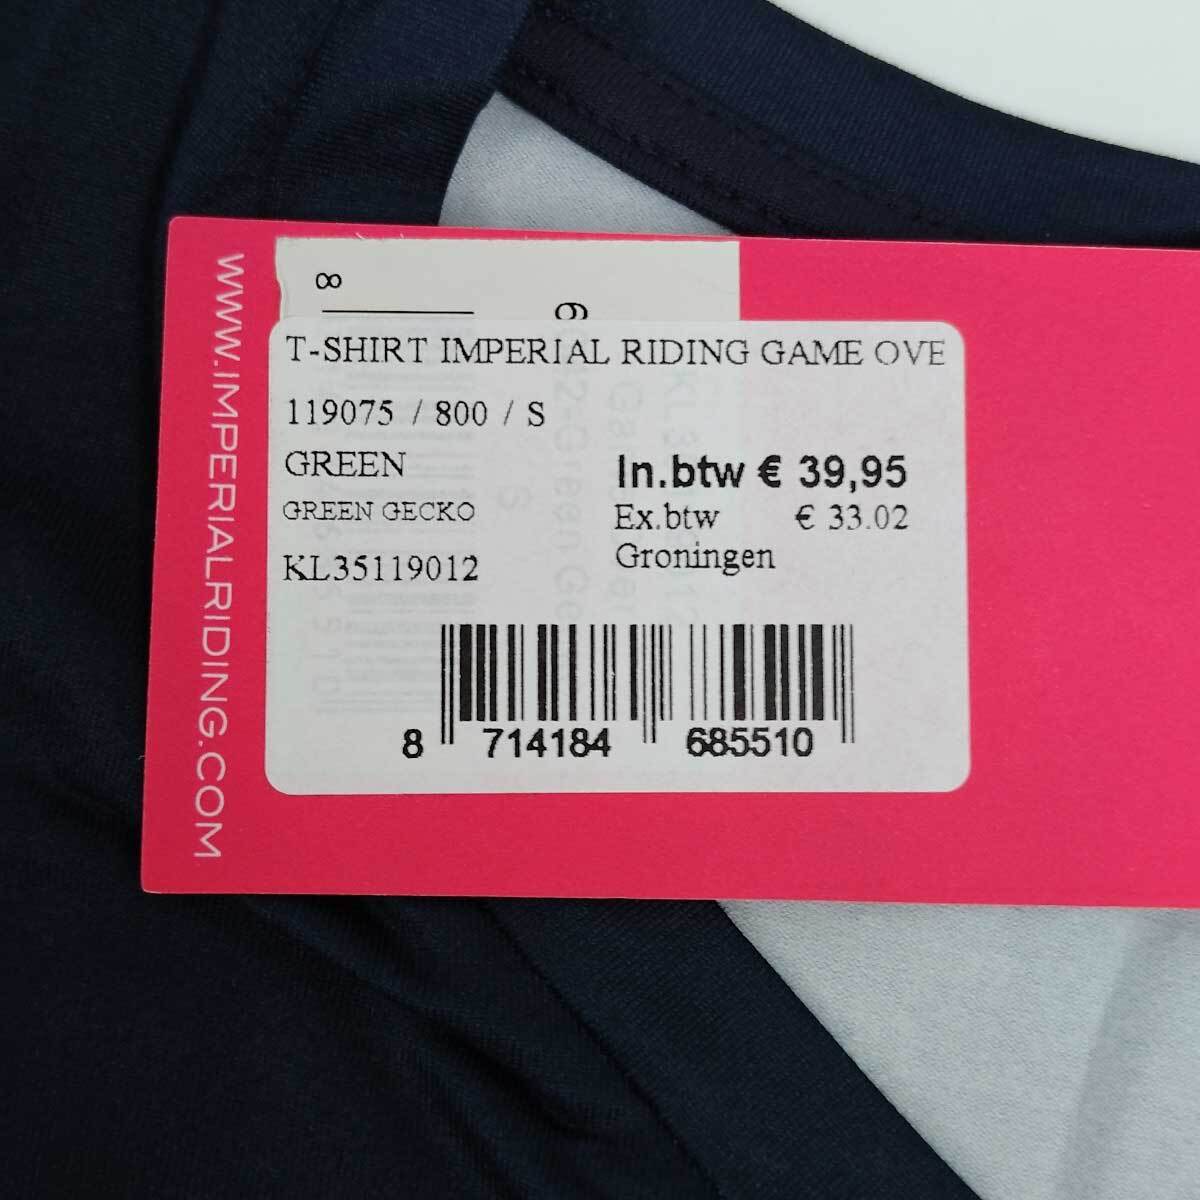 WWW.IMPERIALRIDING.COM
8
9
T-SHIRT IMPERIAL RIDING GAME OVE
119075 / 800 / S
GREEN
In.btw € 39,95
GREEN GECKO
Ex.btw € 33.02
KL35119012
Groningen
8 714184 685510